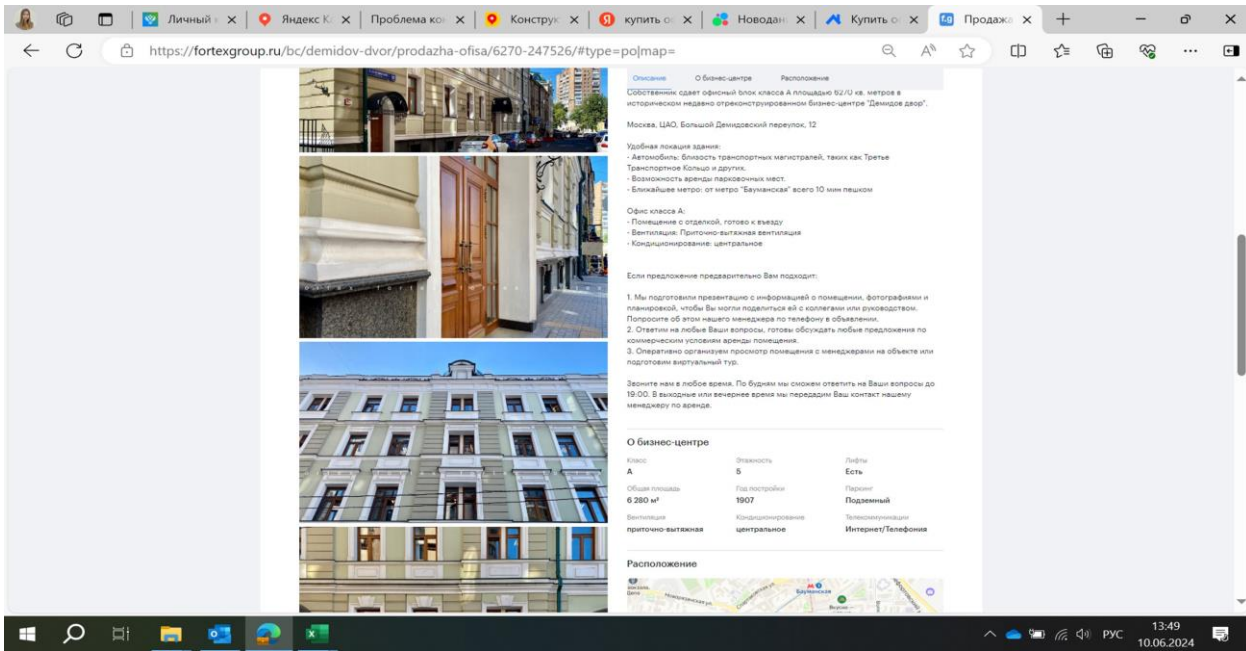 Личный
Яндекс К
Проблема ко
Конструк
купить о
Новодан
Купить о
Продажа
https://fortexgroup.ru/bc/demidov-dvor/prodazha-ofisa/6270-247526/#type=po|map=
Описание
О бизнес-центре
Расположение
Собственник сдает офисный блок класса А площадью 6270 кв. метров в
историческом недавно отреконструированном бизнес-центре "Демидов двор".
Москва, ЦАО, Большой Демидовский переулок, 12
Удобная локация здания:
- Автомобиль: близость транспортных магистралей, таких как Третье
Транспортное Кольцо и других.
- Возможность аренды парковочных мест.
- Ближайшее метро: от метро "Бауманская" всего 10 мин пешком
Офис класса А:
- Помещение с отделкой, готово к въезду
- Вентиляция: Приточно-вытяжная вентиляция
- Кондиционирование: центральное
Если предложение предварительно Вам подходит:
1. Мы подготовили презентацию с информацией о помещении, фотографиями и
планировкой, чтобы Вы могли поделиться ей с коллегами или руководством.
Попросите об этом нашего менеджера по телефону в объявлении.
2. Ответим на любые Ваши вопросы, готовы обсуждать любые предложения по
коммерческим условиям аренды помещения.
3. Оперативно организуем просмотр помещения с менеджерами на объекте или
подготовим виртуальный тур.
Звоните нам в любое время. По будням мы сможем ответить на Ваши вопросы до
19:00. В выходные или вечернее время мы передадим Ваш контакт нашему
менеджеру по аренде.
О бизнес-центре
Класс
Этажность
Лифты
А
5
Есть
Общая площадь
Год постройки
Паркинг
6 280 м²
1907
Подземный
Вентиляция
Кондиционирование
Телекоммуникации
приточно-вытяжная
центральное
Интернет/Телефония
Расположение
Бауманская
РУС
13:49
10.06.2024